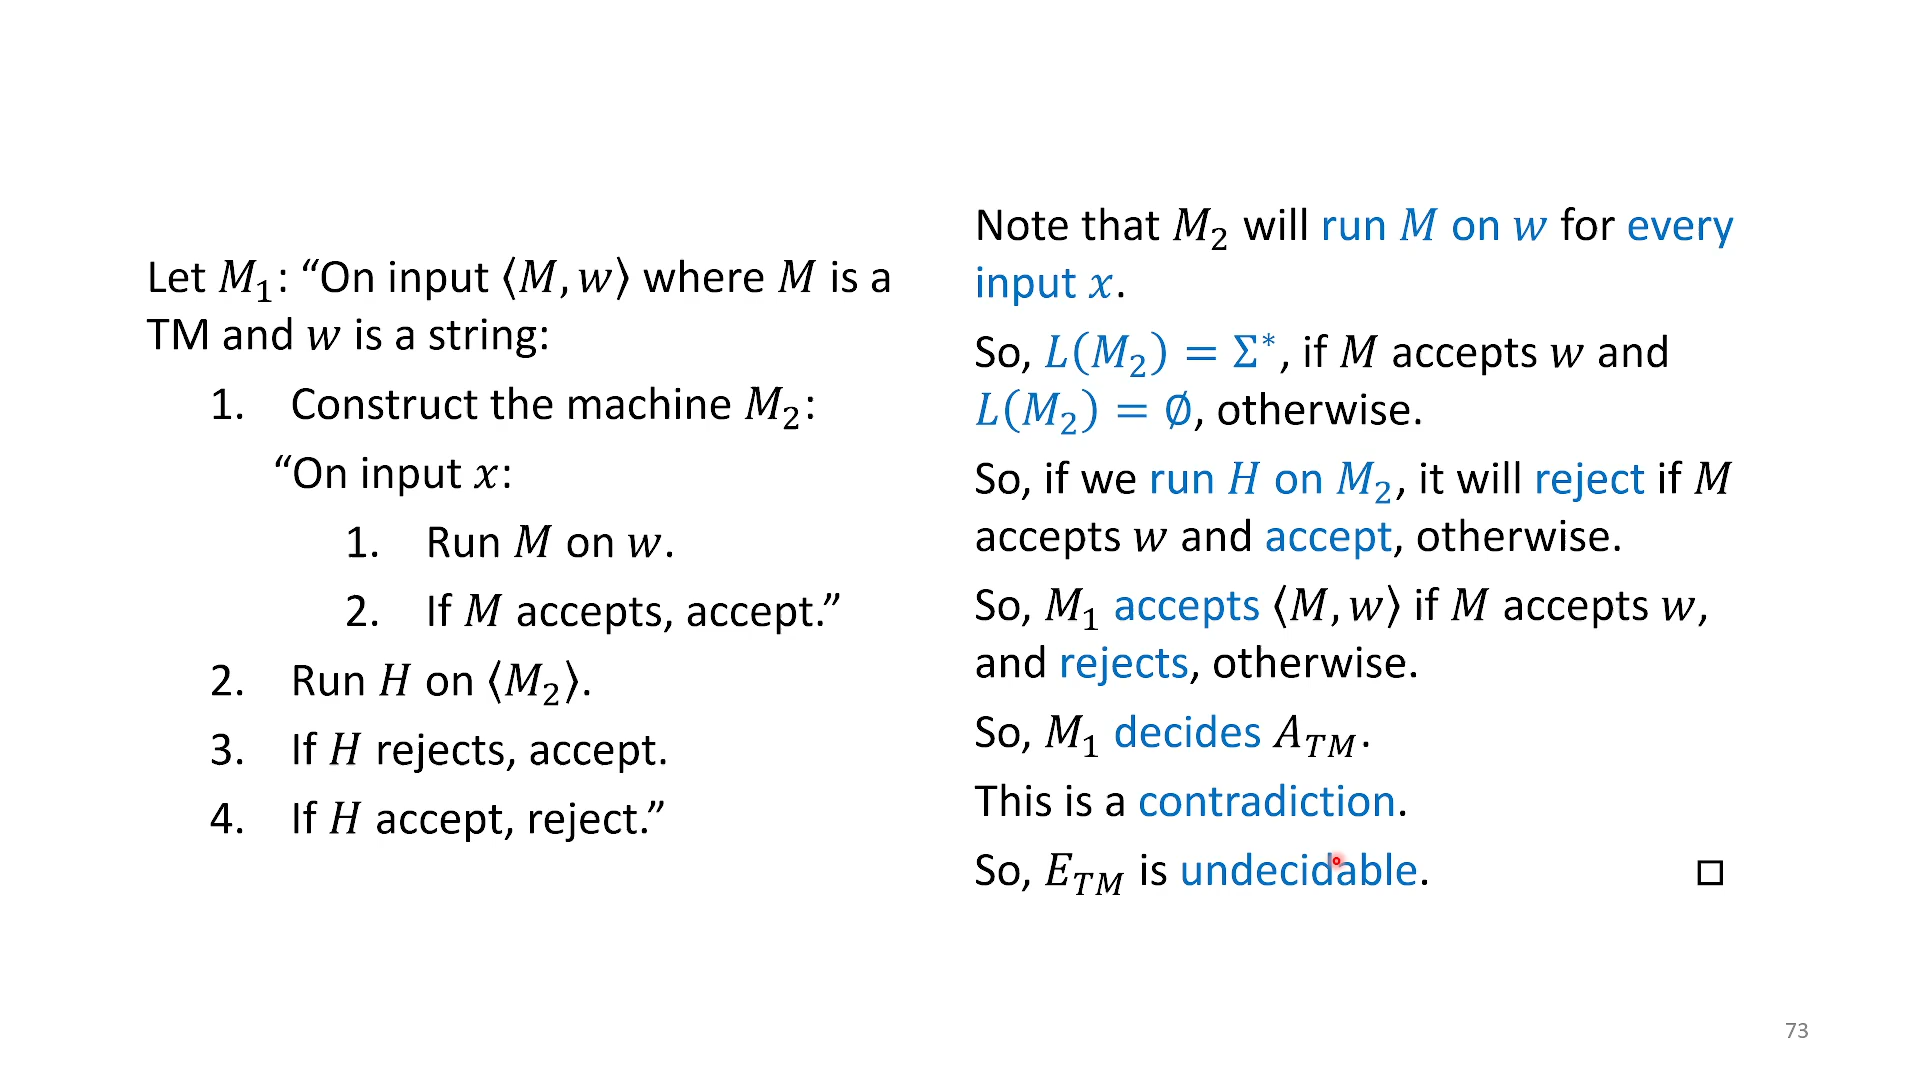 Let 𝑀₁: “On input ⟨𝑀, 𝑤⟩ where 𝑀 is a
TM and 𝑤 is a string:
1. Construct the machine 𝑀₂:
“On input 𝑥:
1. Run 𝑀 on 𝑤.
2. If 𝑀 accepts, accept.”
2. Run 𝐻 on ⟨𝑀₂⟩.
3. If 𝐻 rejects, accept.
4. If 𝐻 accept, reject.”
Note that 𝑀₂ will run 𝑀 on 𝑤 for every
input 𝑥.
So, 𝐿(𝑀₂) = Σ*, if 𝑀 accepts 𝑤 and
𝐿(𝑀₂) = ∅, otherwise.
So, if we run 𝐻 on 𝑀₂, it will reject if 𝑀
accepts 𝑤 and accept, otherwise.
So, 𝑀₁ accepts ⟨𝑀, 𝑤⟩ if 𝑀 accepts 𝑤,
and rejects, otherwise.
So, 𝑀₁ decides 𝐴_𝑇𝑀.
This is a contradiction.
So, 𝐸_𝑇𝑀 is undecidable. □
73